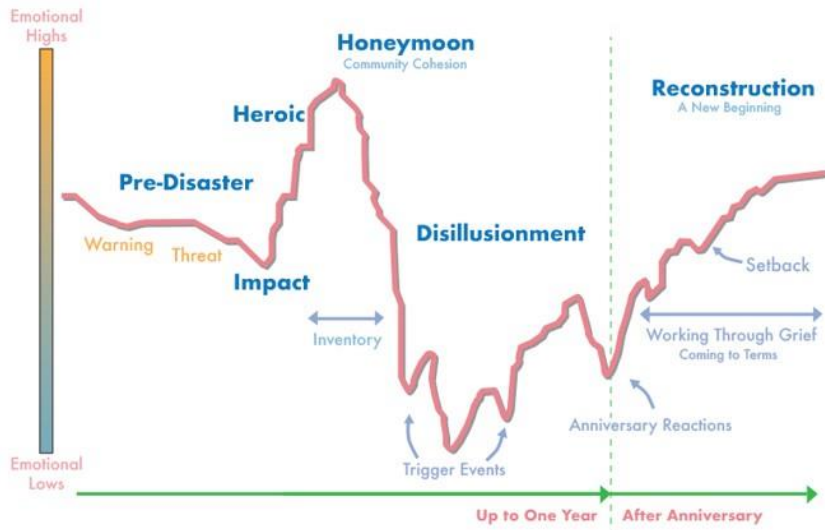 Emotional
Highs
Honeymoon
Community Cohesion
Reconstruction
A New Beginning
Heroic
Pre-Disaster
Warning
Threat
Disillusionment
Impact
Setback
Inventory
Working Through Grief
Coming to Terms
Anniversary Reactions
Trigger Events
Emotional
Lows
Up to One Year
After Anniversary